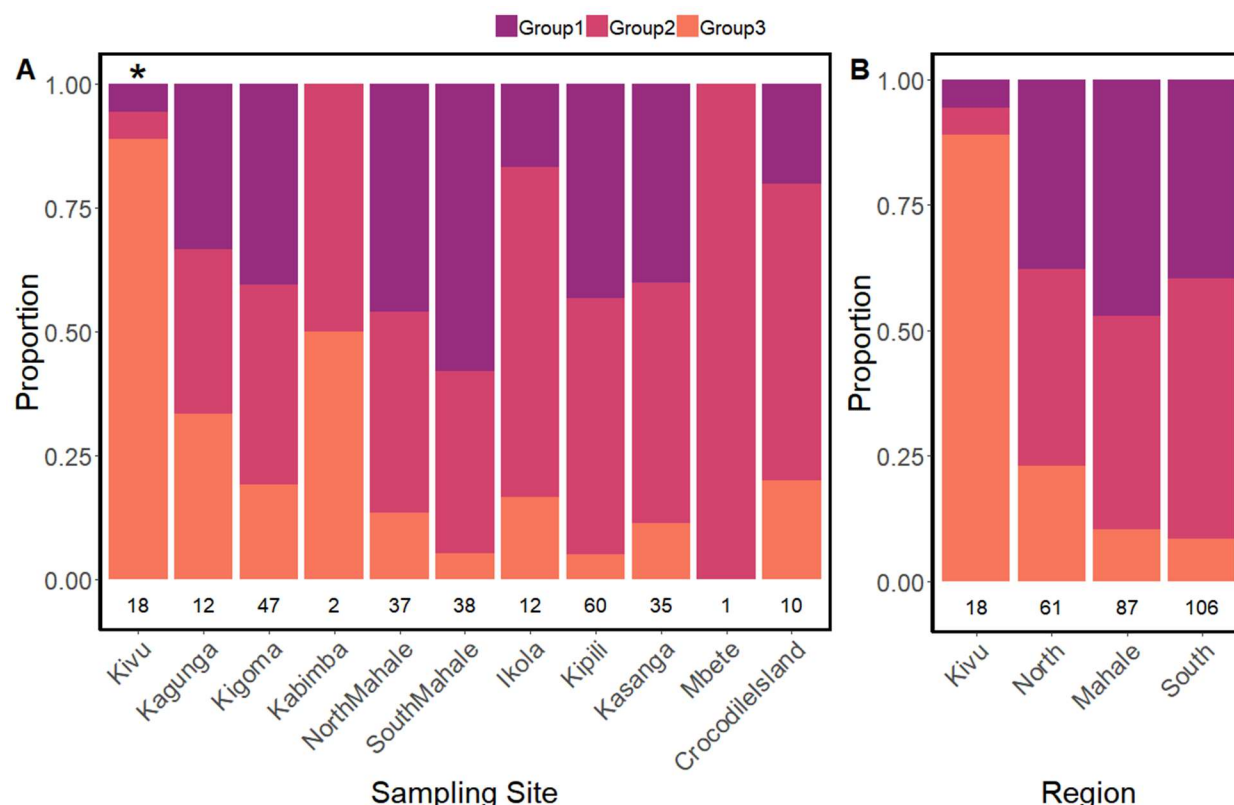 Group1 Group2 Group3
A
*
1.00
0.75
0.50
0.25
0.00
Proportion
18 12 47 2 37 38 12 60 35 1 10
Kivu Kagunga Kigoma Kabimba NorthMahale SouthMahale Ikola Kipili Kasanga Mbete CrocodileIsland
Sampling Site
B
1.00
0.75
0.50
0.25
0.00
Proportion
18 61 87 106
Kivu North Mahale South
Region